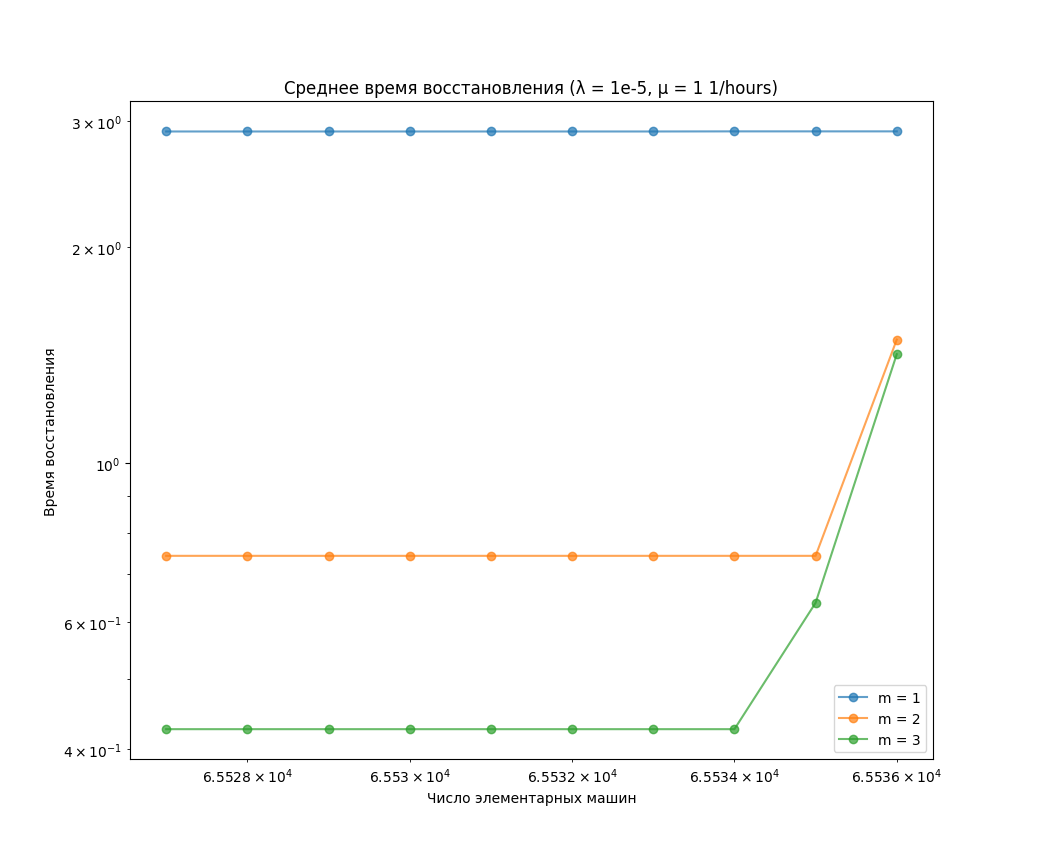 Среднее время восстановления (λ = 1e-5, μ = 1 1/hours)
Время восстановления
3 × 10⁰
2 × 10⁰
10⁰
6 × 10⁻¹
4 × 10⁻¹
m = 1
m = 2
m = 3
6.5528 × 10⁴ 6.553 × 10⁴ 6.5532 × 10⁴ 6.5534 × 10⁴ 6.5536 × 10⁴
Число элементарных машин